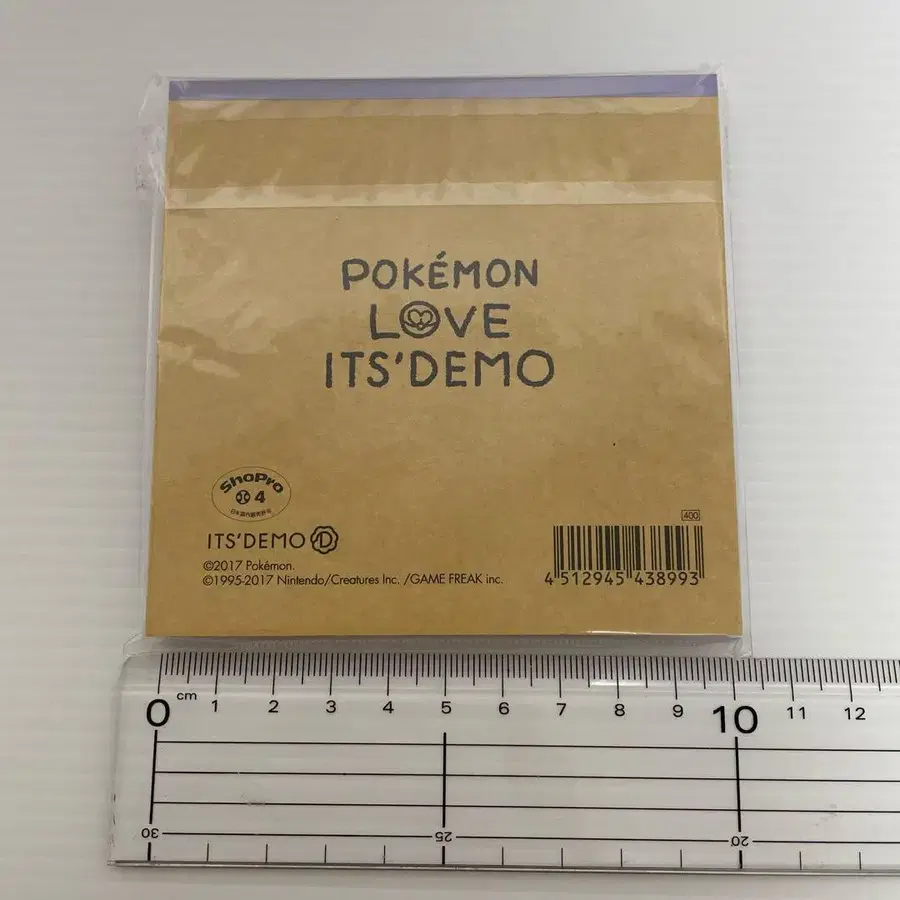 POKÉMON
LOVE
ITS'DEMO
ShoPro
4
ITS'DEMO
©2017 Pokémon.
©1995-2017 Nintendo/Creatures Inc. /GAME FREAK inc.
400
4 512945 438993
cm
0 1 2 3 4 5 6 7 8 9 10 11 12
30 25 20